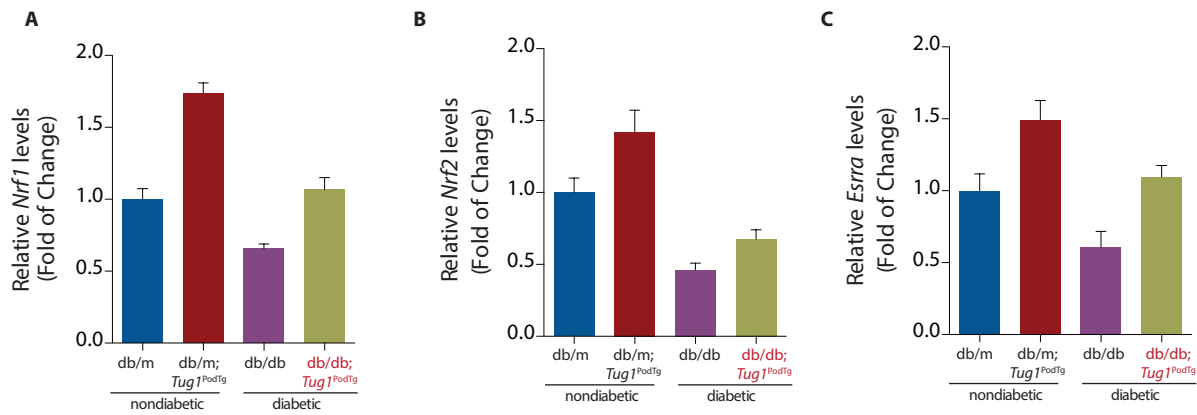 A
Relative Nrf1 levels
(Fold of Change)
2.0
1.5
1.0
0.5
0.0
db/m
db/m;
Tug1PodTg
db/db
db/db;
Tug1PodTg
nondiabetic
diabetic
B
Relative Nrf2 levels
(Fold of Change)
2.0
1.5
1.0
0.5
0.0
db/m
db/m;
Tug1PodTg
db/db
db/db;
Tug1PodTg
nondiabetic
diabetic
C
Relative Esrra levels
(Fold of Change)
2.0
1.5
1.0
0.5
0.0
db/m
db/m;
Tug1PodTg
db/db
db/db;
Tug1PodTg
nondiabetic
diabetic